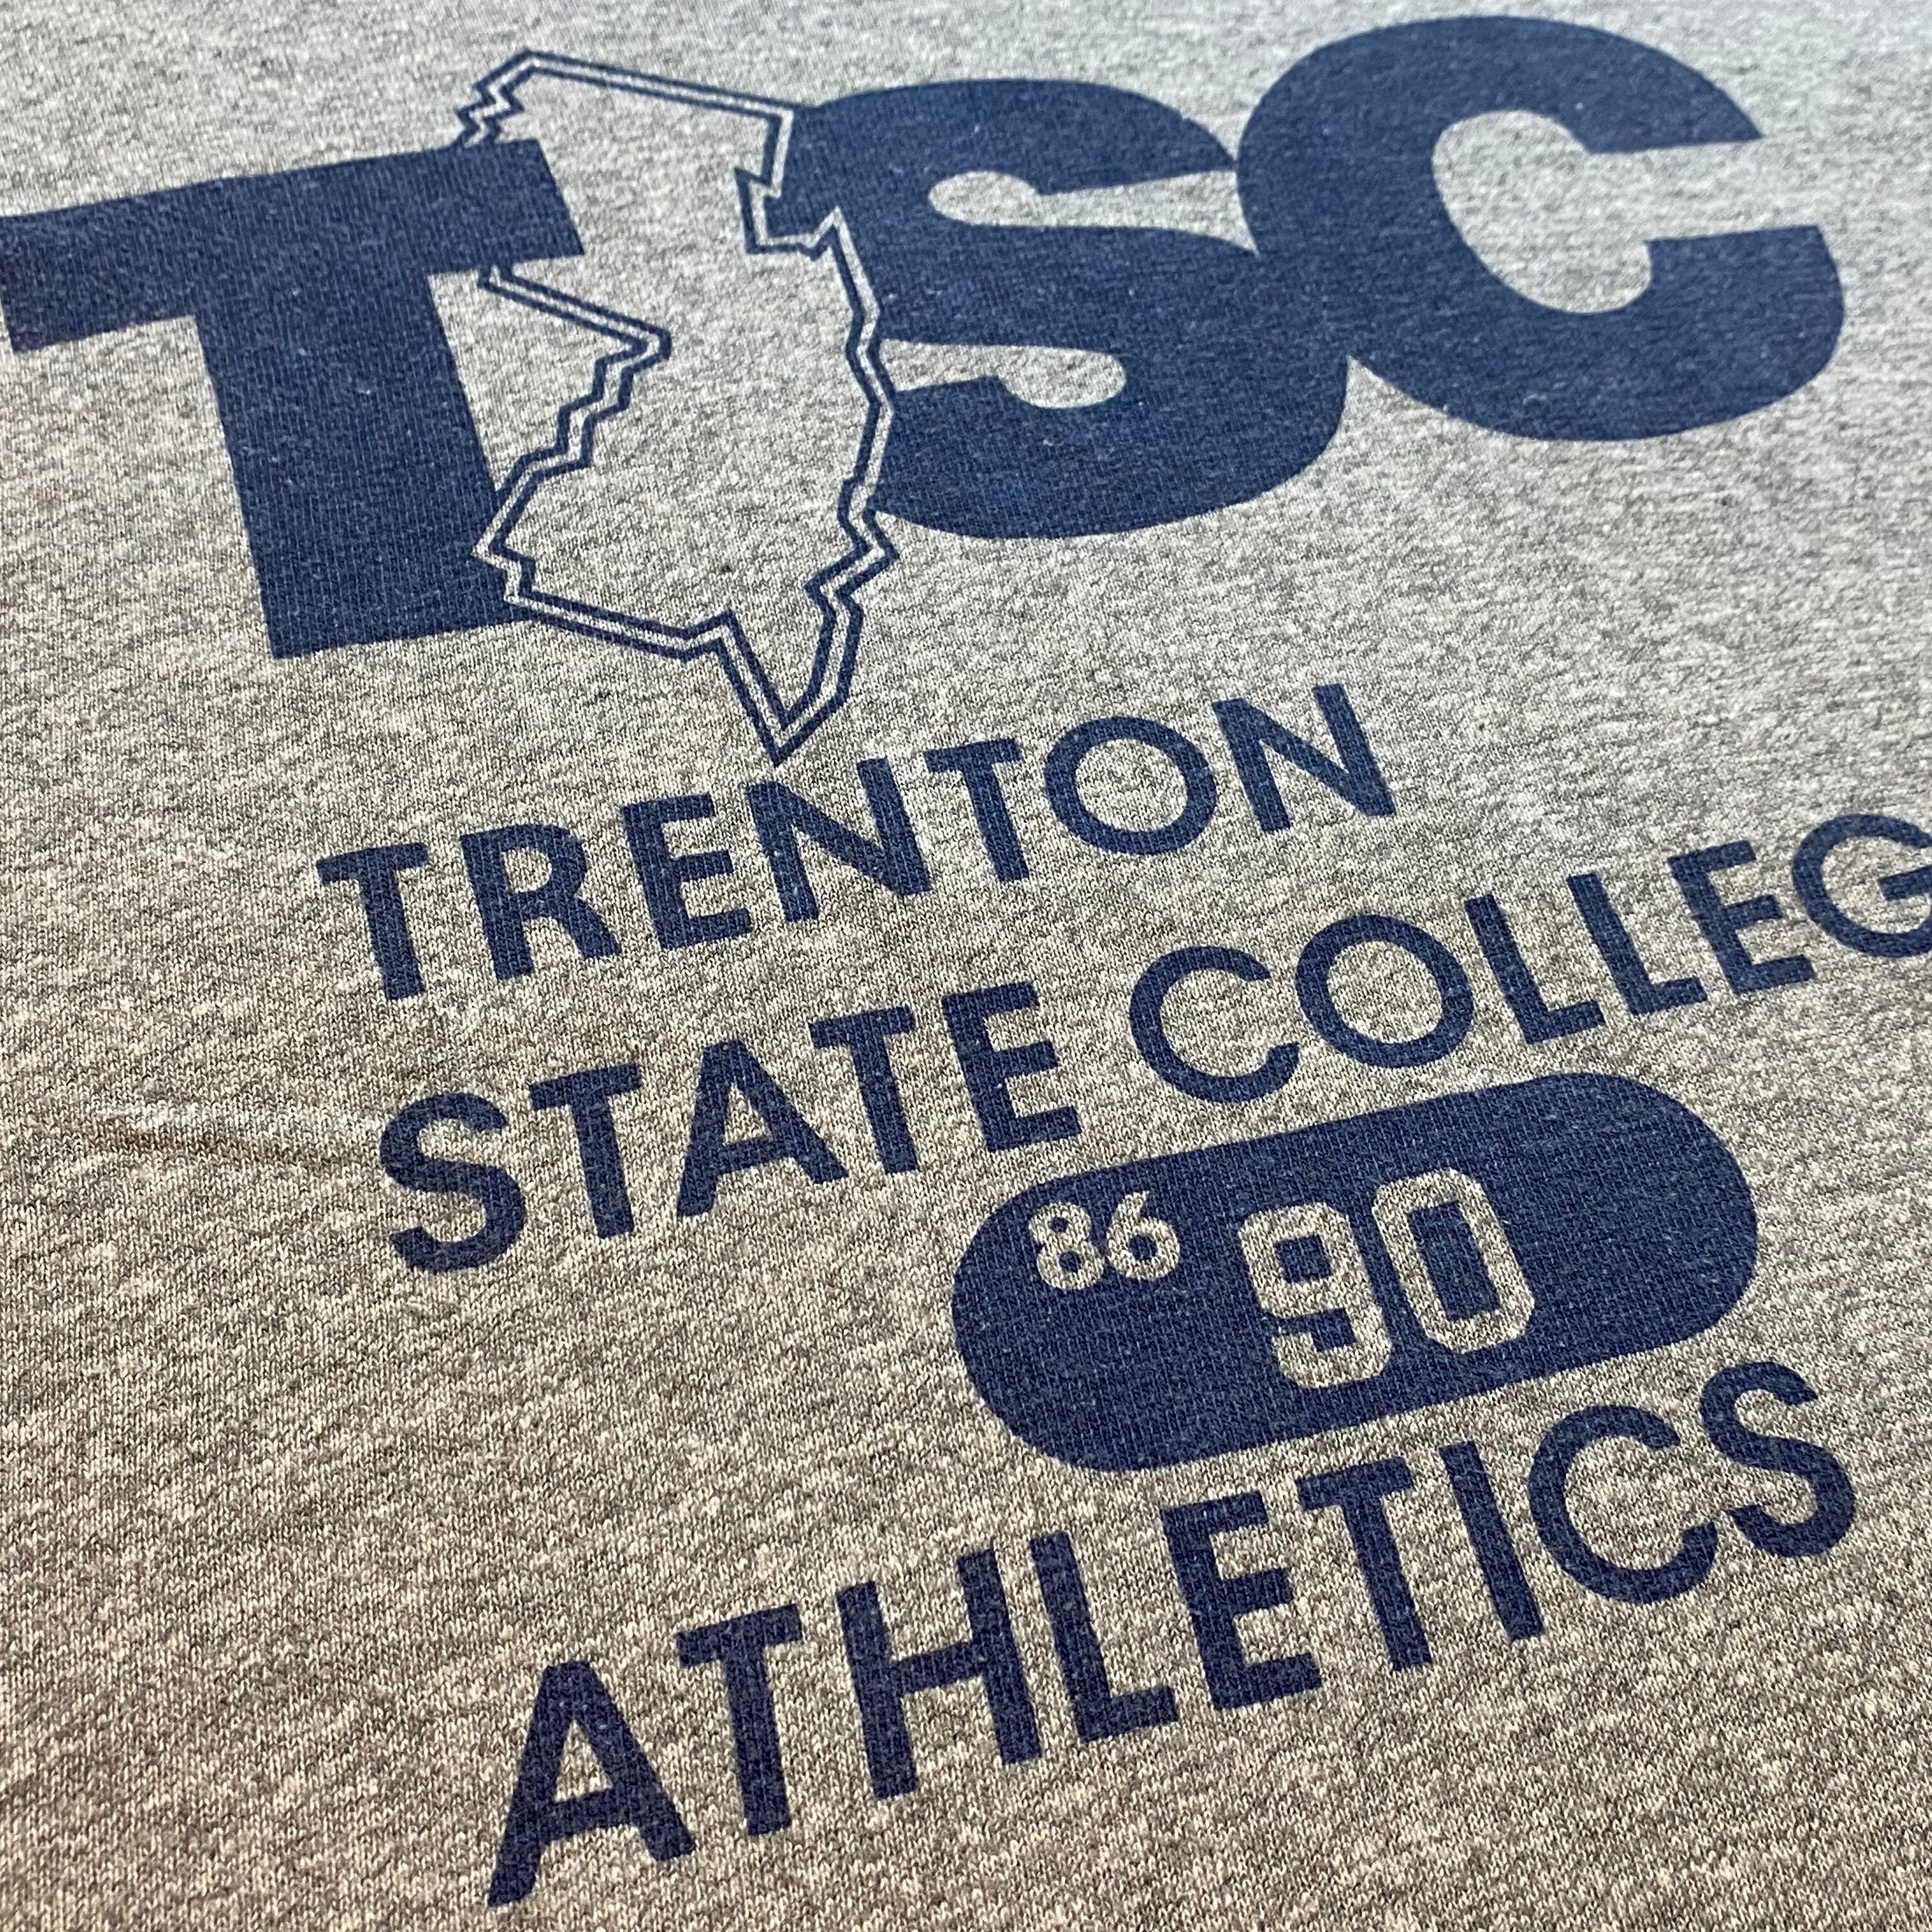 TSC
TRENTON
STATE COLLEG
86 90
ATHLETICS